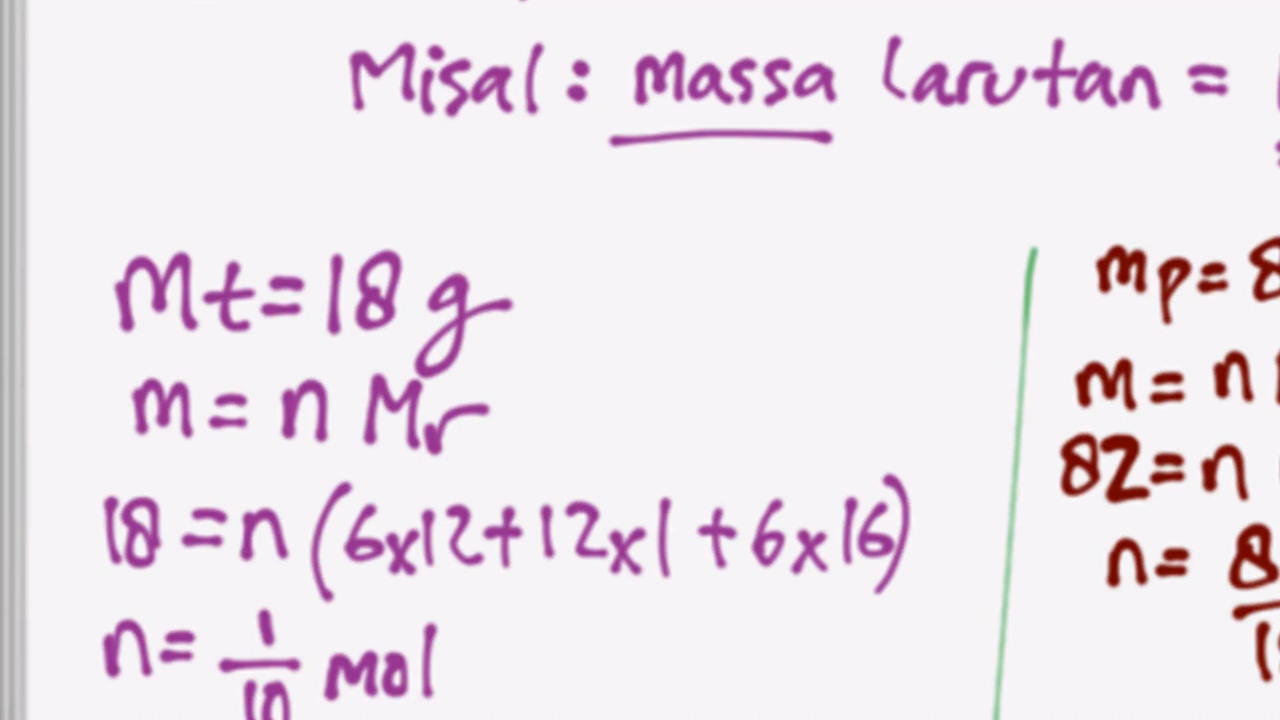 Misal : massa larutan =
Mt = 18 g
m = n Mr
18 = n (6x12 + 12x1 + 6x16)
n = 1/10 mol
mp = 8
m = n
82 = n
n = 8